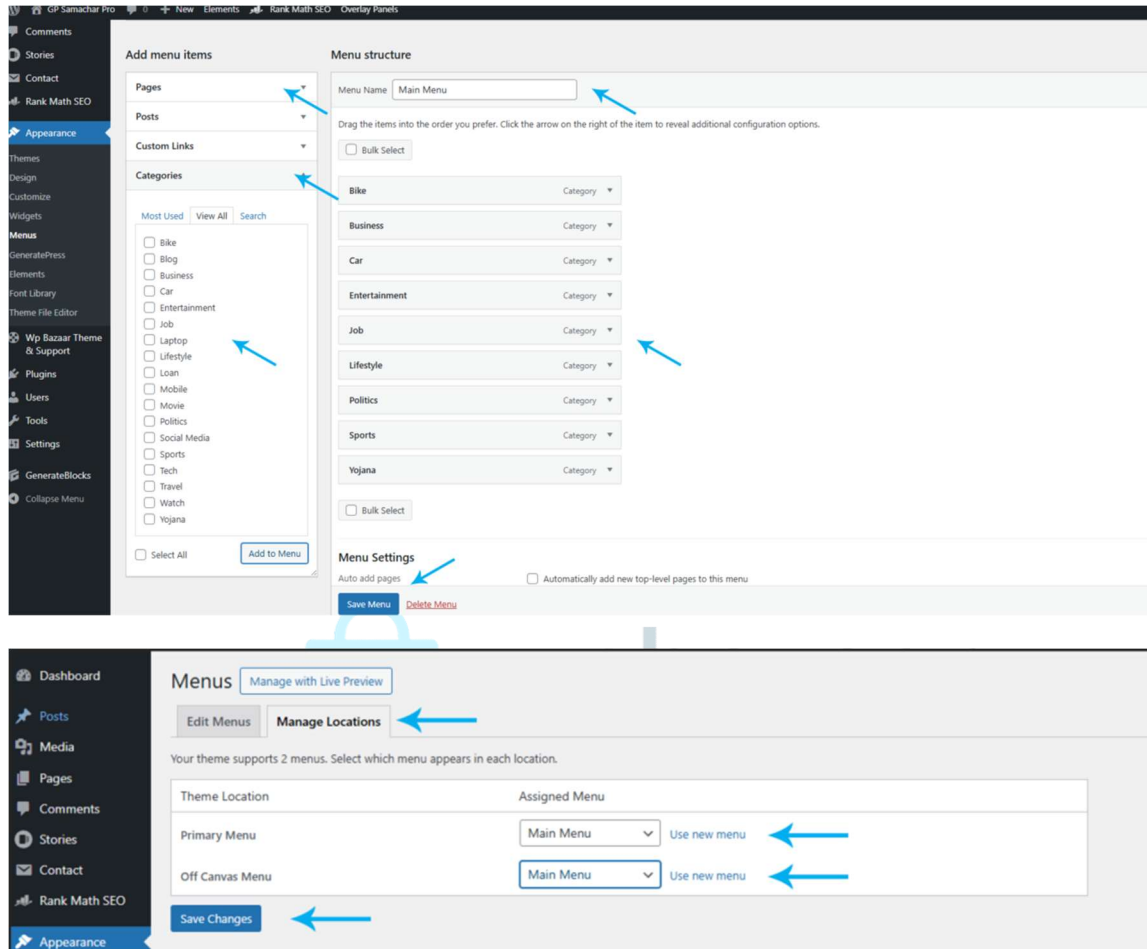 GP Samachar Pro 0 New Elements Rank Math SEO Overlay Panels
Comments
Stories
Contact
Rank Math SEO
Appearance
Themes
Design
Customize
Widgets
Menus
GeneratePress
Elements
Font Library
Theme File Editor
Wp Bazaar Theme
& Support
Plugins
Users
Tools
Settings
GenerateBlocks
Collapse Menu
Add menu items
Pages
Posts
Custom Links
Categories
Most Used View All Search
Bike
Blog
Business
Car
Entertainment
Job
Laptop
Lifestyle
Loan
Mobile
Movie
Politics
Social Media
Sports
Tech
Travel
Watch
Yojana
Select All Add to Menu
Menu structure
Menu Name Main Menu
Drag the items into the order you prefer. Click the arrow on the right of the item to reveal additional configuration options.
Bulk Select
Bike Category
Business Category
Car Category
Entertainment Category
Job Category
Lifestyle Category
Politics Category
Sports Category
Yojana Category
Bulk Select
Menu Settings
Auto add pages Automatically add new top-level pages to this menu
Save Menu Delete Menu
Dashboard
Posts
Media
Pages
Comments
Stories
Contact
Rank Math SEO
Appearance
Menus Manage with Live Preview
Edit Menus Manage Locations
Your theme supports 2 menus. Select which menu appears in each location.
Theme Location Assigned Menu
Primary Menu Main Menu Use new menu
Off Canvas Menu Main Menu Use new menu
Save Changes